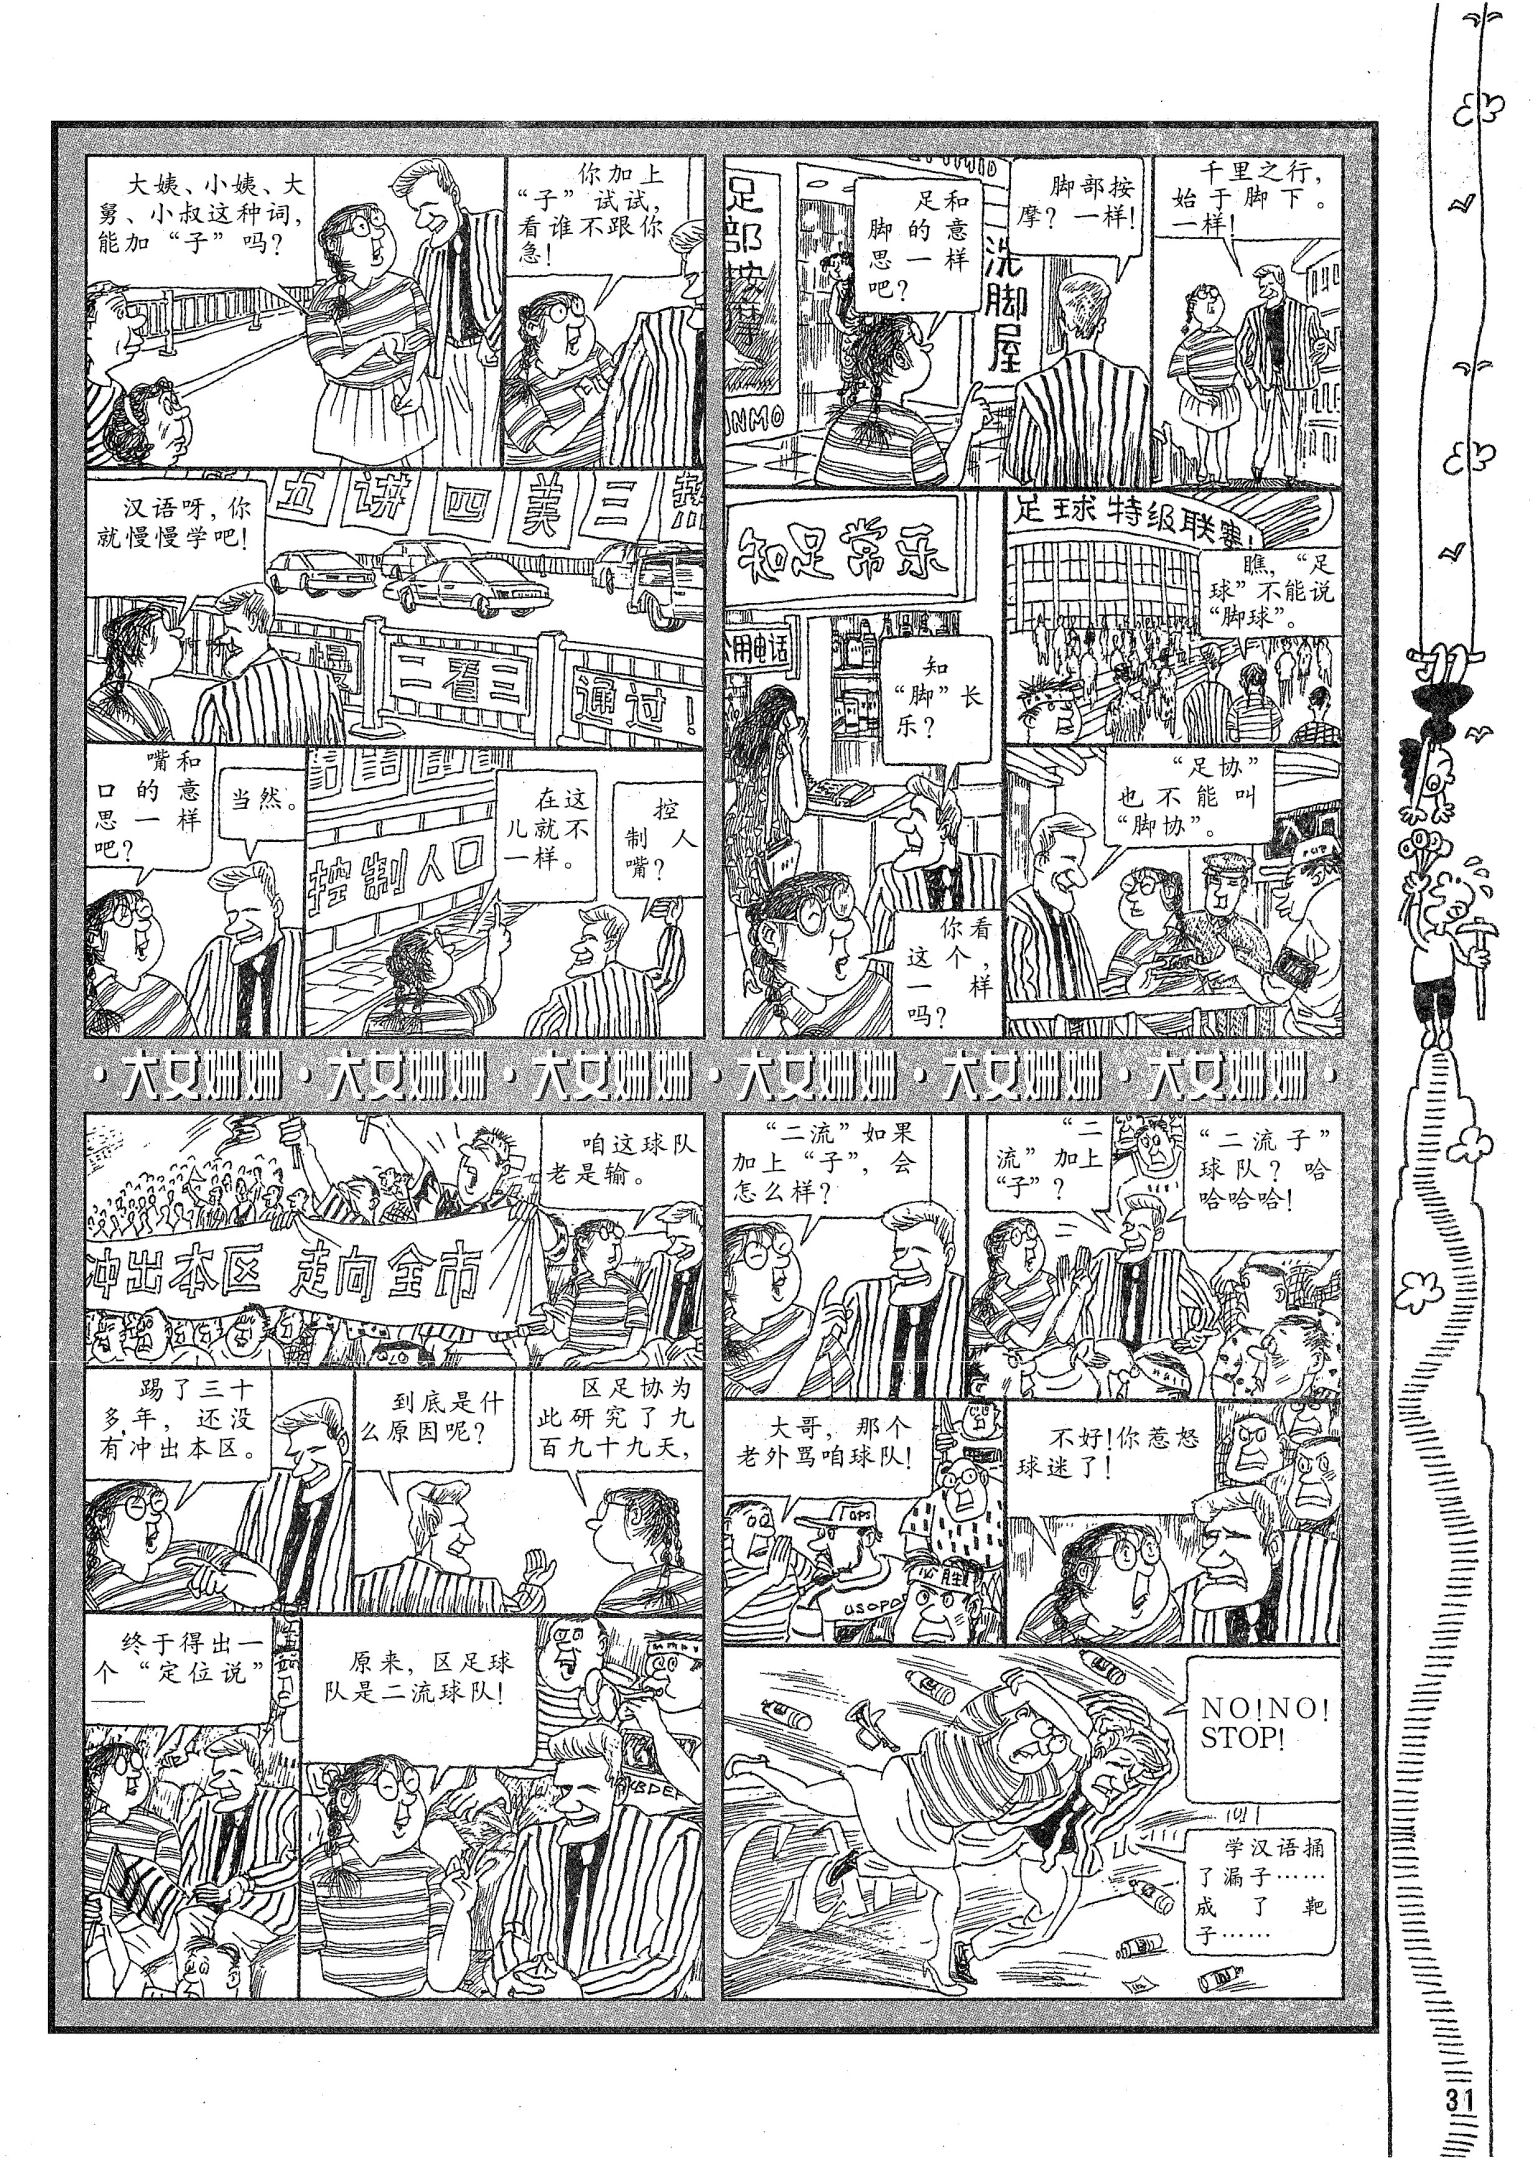 大姨、小姨、大
舅、小叔这种词，
能加“子”吗？
你加上
“子”试试，
看谁不跟你
急！
五讲四美三热
汉语呀，你
就慢慢学吧！
慢
二看三
通过！
嘴和
口的意
思一样
吧？
当然。
控制人口
在这
儿就不
一样。
控
制人
嘴？
足部按摩
ANMO
洗脚屋
足和
脚的意
思一样
吧？
脚部按
摩？一样！
千里之行，
始于脚下。
一样！
知足常乐
公用电话
知
“脚”长
乐？
你看
这个，
一样
吗？
足球特级联赛！
瞧，“足
球”不能说
“脚球”。
“足协”
也不能叫
“脚协”。
·大女姗姗·大女姗姗·大女姗姗·大女姗姗·大女姗姗·大女姗姗·
冲出本区 走向全市
咱这球队
老是输。
踢了三十
多年，还没
有冲出本区。
到底是什
么原因呢？
区足协为
此研究了九
百九十九天，
终于得出一
个“定位说”
——
原来，区足球
队是二流球队！
“二流”如果
加上“子”，会
怎么样？
“二
流”加上
“子”？
“二流子”
球队？哈
哈哈哈！
大哥，那个
老外骂咱球队！
必胜
USOPO
不好！你惹怒
球迷了！
NO！NO！
STOP！
学汉语捅
了漏子……
成了靶
子……
31